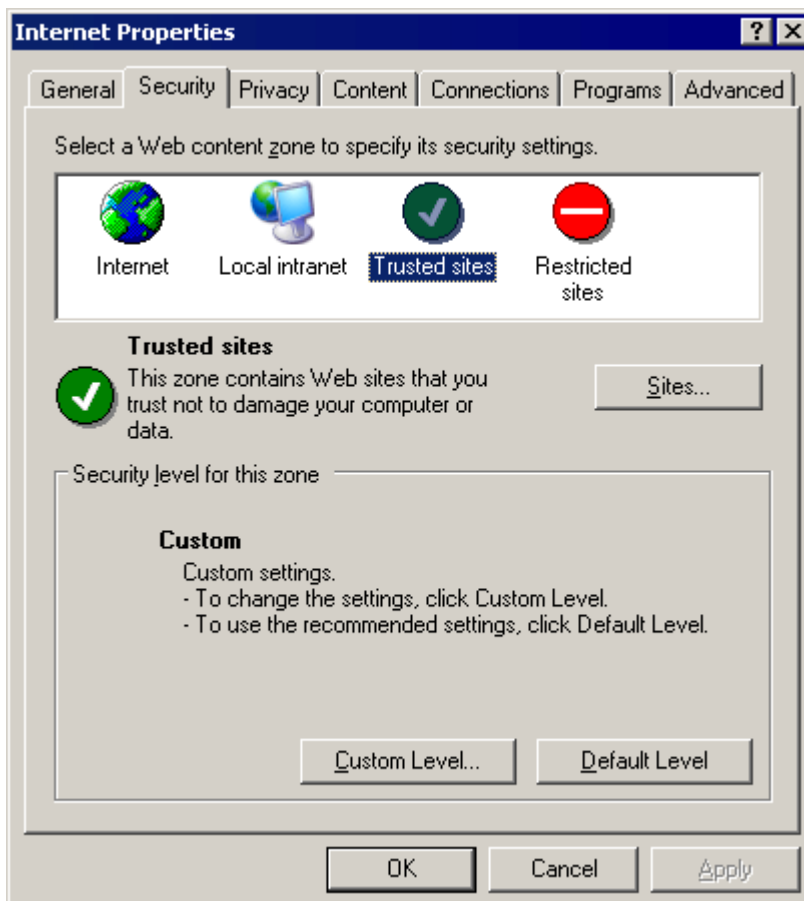 Internet Properties
General Security Privacy Content Connections Programs Advanced
Select a Web content zone to specify its security settings.
Internet Local intranet Trusted sites Restricted sites
Trusted sites
This zone contains Web sites that you
trust not to damage your computer or
data.
Sites...
Security level for this zone
Custom
Custom settings.
- To change the settings, click Custom Level.
- To use the recommended settings, click Default Level.
Custom Level... Default Level
OK Cancel Apply